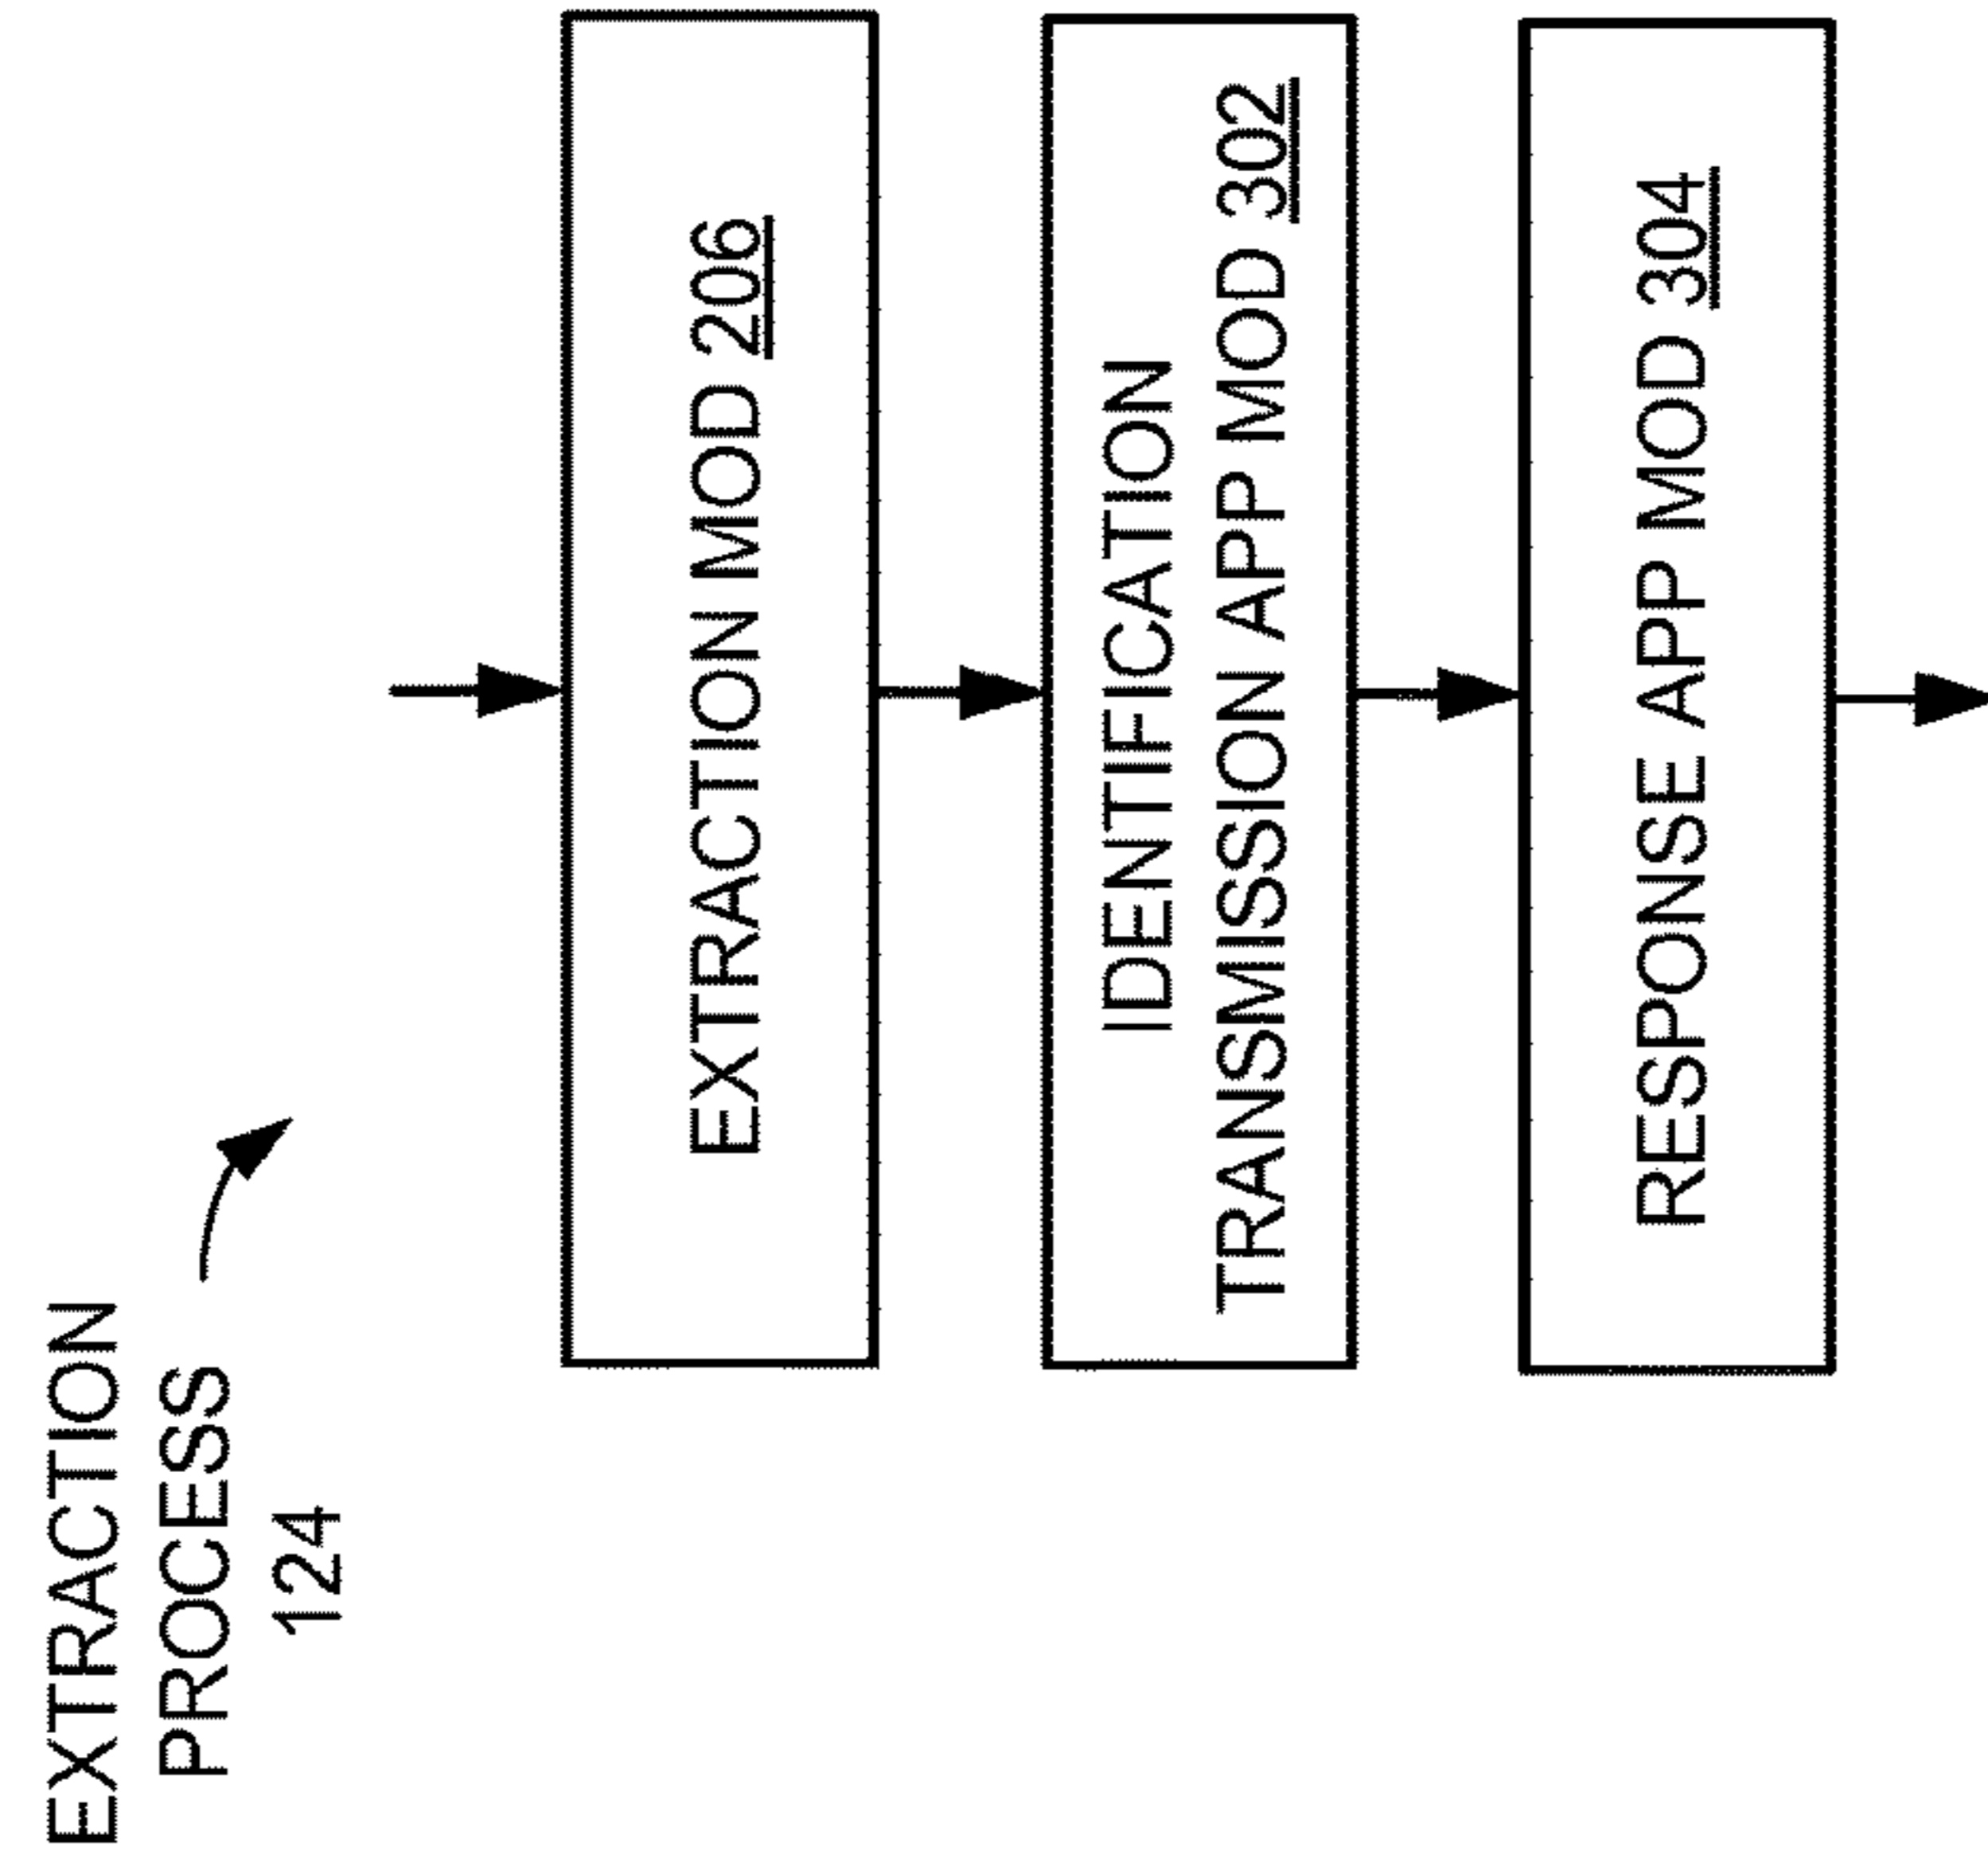 EXTRACTION
PROCESS
124
EXTRACTION MOD 206
IDENTIFICATION
TRANSMISSION APP MOD 302
RESPONSE APP MOD 304